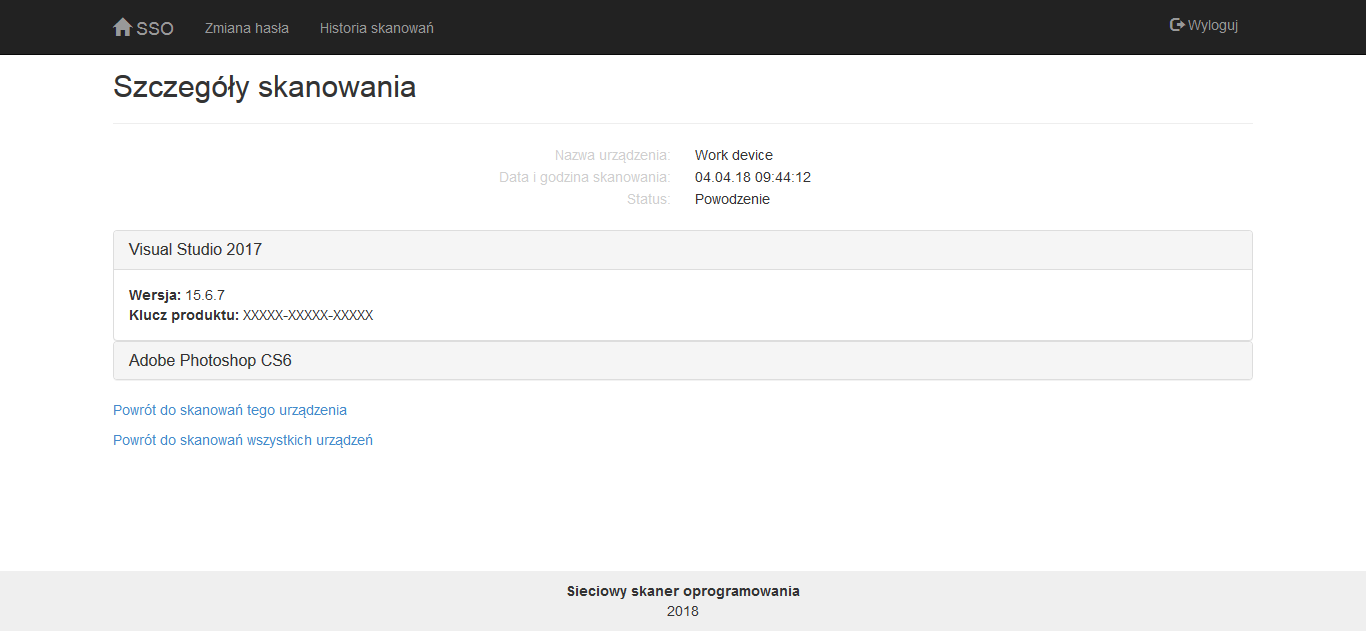 SSO Zmiana hasła Historia skanowań Wyloguj
Szczegóły skanowania
Nazwa urządzenia: Work device
Data i godzina skanowania: 04.04.18 09:44:12
Status: Powodzenie
Visual Studio 2017
Wersja: 15.6.7
Klucz produktu: XXXXX-XXXXX-XXXXX
Adobe Photoshop CS6
Powrót do skanowań tego urządzenia
Powrót do skanowań wszystkich urządzeń
Sieciowy skaner oprogramowania
2018